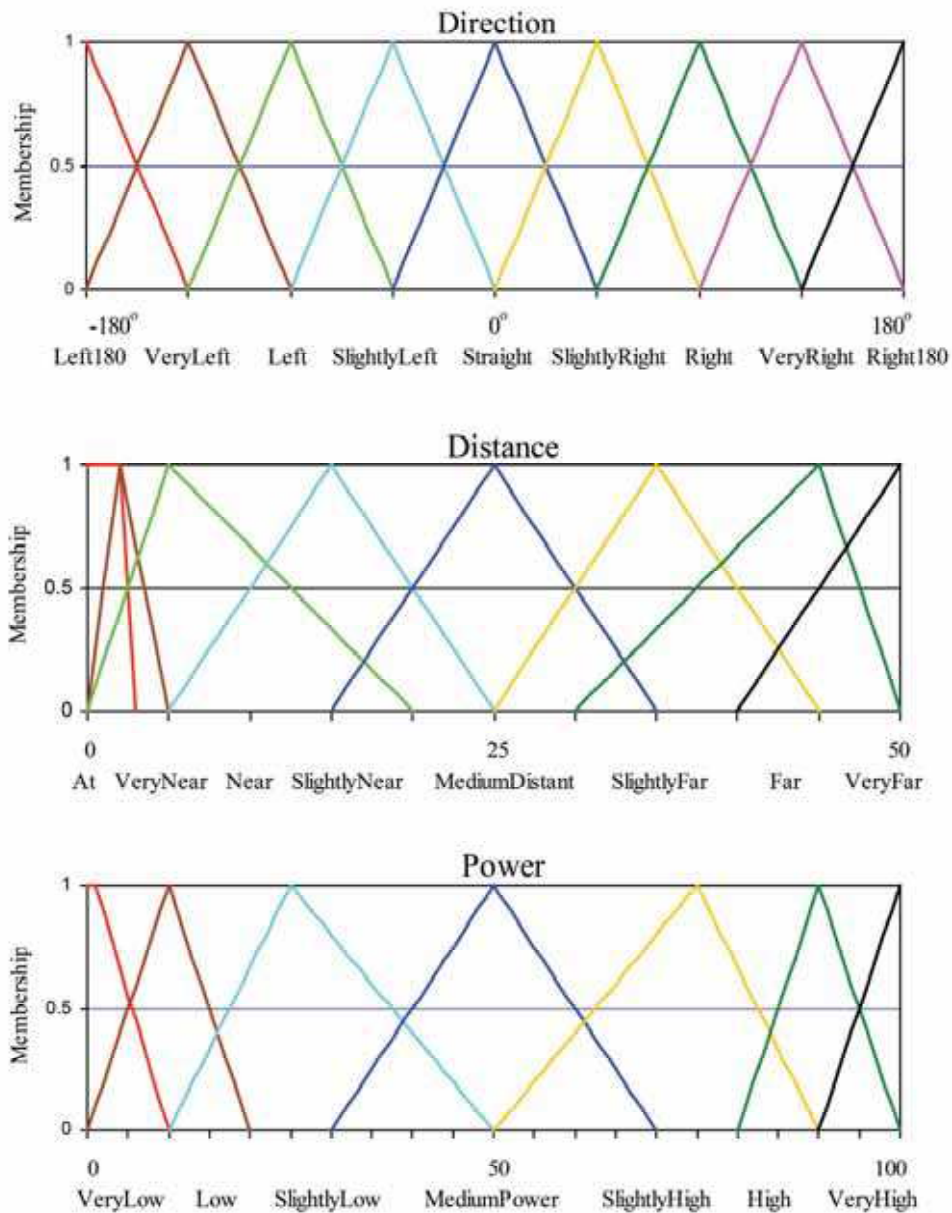 Direction
1
Membership
0.5
0
-180° 0° 180°
Left180 VeryLeft Left SlightlyLeft Straight SlightlyRight Right VeryRight Right180
Distance
1
Membership
0.5
0
0 25 50
At VeryNear Near SlightlyNear MediumDistant SlightlyFar Far VeryFar
Power
1
Membership
0.5
0
0 50 100
VeryLow Low SlightlyLow MediumPower SlightlyHigh High VeryHigh